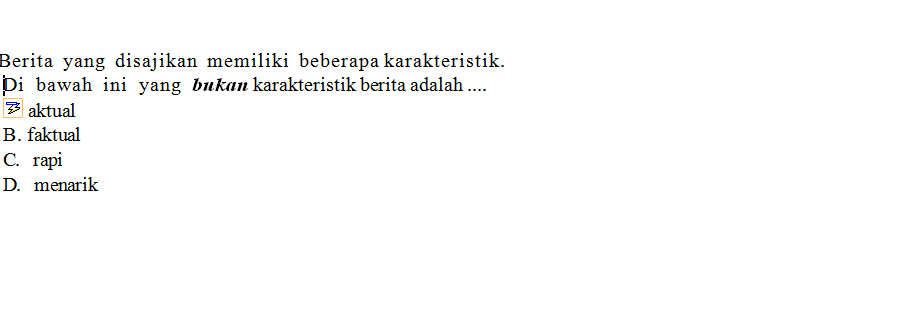 Berita yang disajikan memiliki beberapa karakteristik.
Di bawah ini yang bukan karakteristik berita adalah ....
aktual
B. faktual
C. rapi
D. menarik